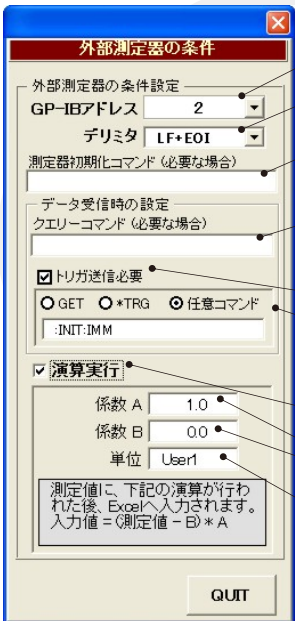 外部測定器の条件
外部測定器の条件設定
GP-IBアドレス 2
デリミタ LF+EOI
測定器初期化コマンド (必要な場合)
データ受信時の設定
クエリーコマンド (必要な場合)
トリガ送信必要
GET *TRG 任意コマンド
:INIT:IMM
演算実行
係数 A 1.0
係数 B 0.0
単位 User1
測定値に、下記の演算が行わ
れた後、Excelへ入力されます。
入力値 = (測定値 - B) * A
QUIT